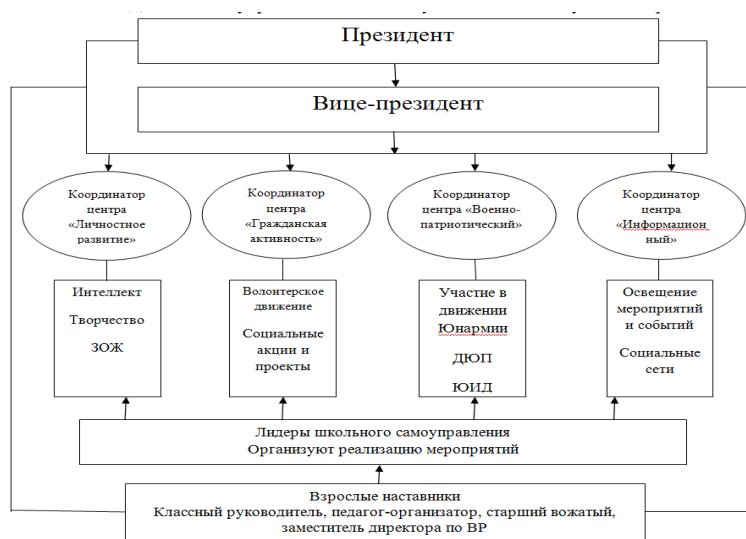 Президент
Вице-президент
Координатор
центра
«Личностное
развитие»
Координатор
центра
«Гражданская
активность»
Координатор
центра «Военно-
патриотический»
Координатор
центра
«Информацион
ный»
Интеллект
Творчество
ЗОЖ
Волонтерское
движение
Социальные
акции и
проекты
Участие в
движении
Юнармии
ДЮП
ЮИД
Освещение
мероприятий
и событий
Социальные
сети
Лидеры школьного самоуправления
Организуют реализацию мероприятий
Взрослые наставники
Классный руководитель, педагог-организатор, старший вожатый,
заместитель директора по ВР